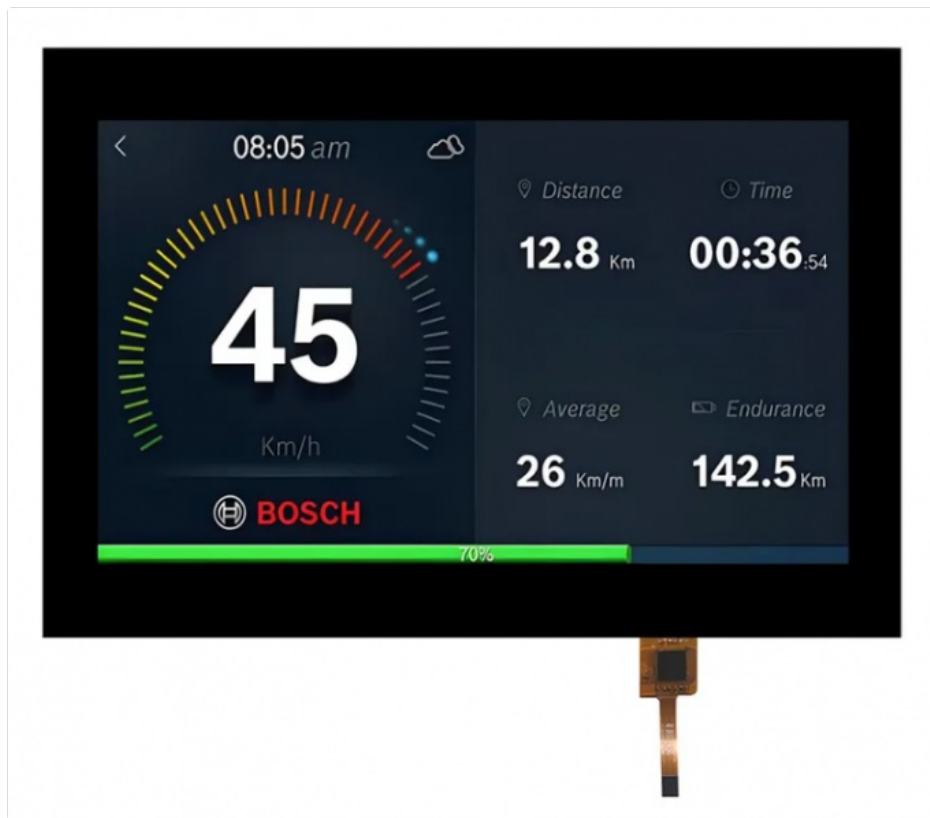 08:05 am
45
Km/h
BOSCH
Distance
12.8 Km
Time
00:36:54
Average
26 Km/m
Endurance
142.5 Km
70%